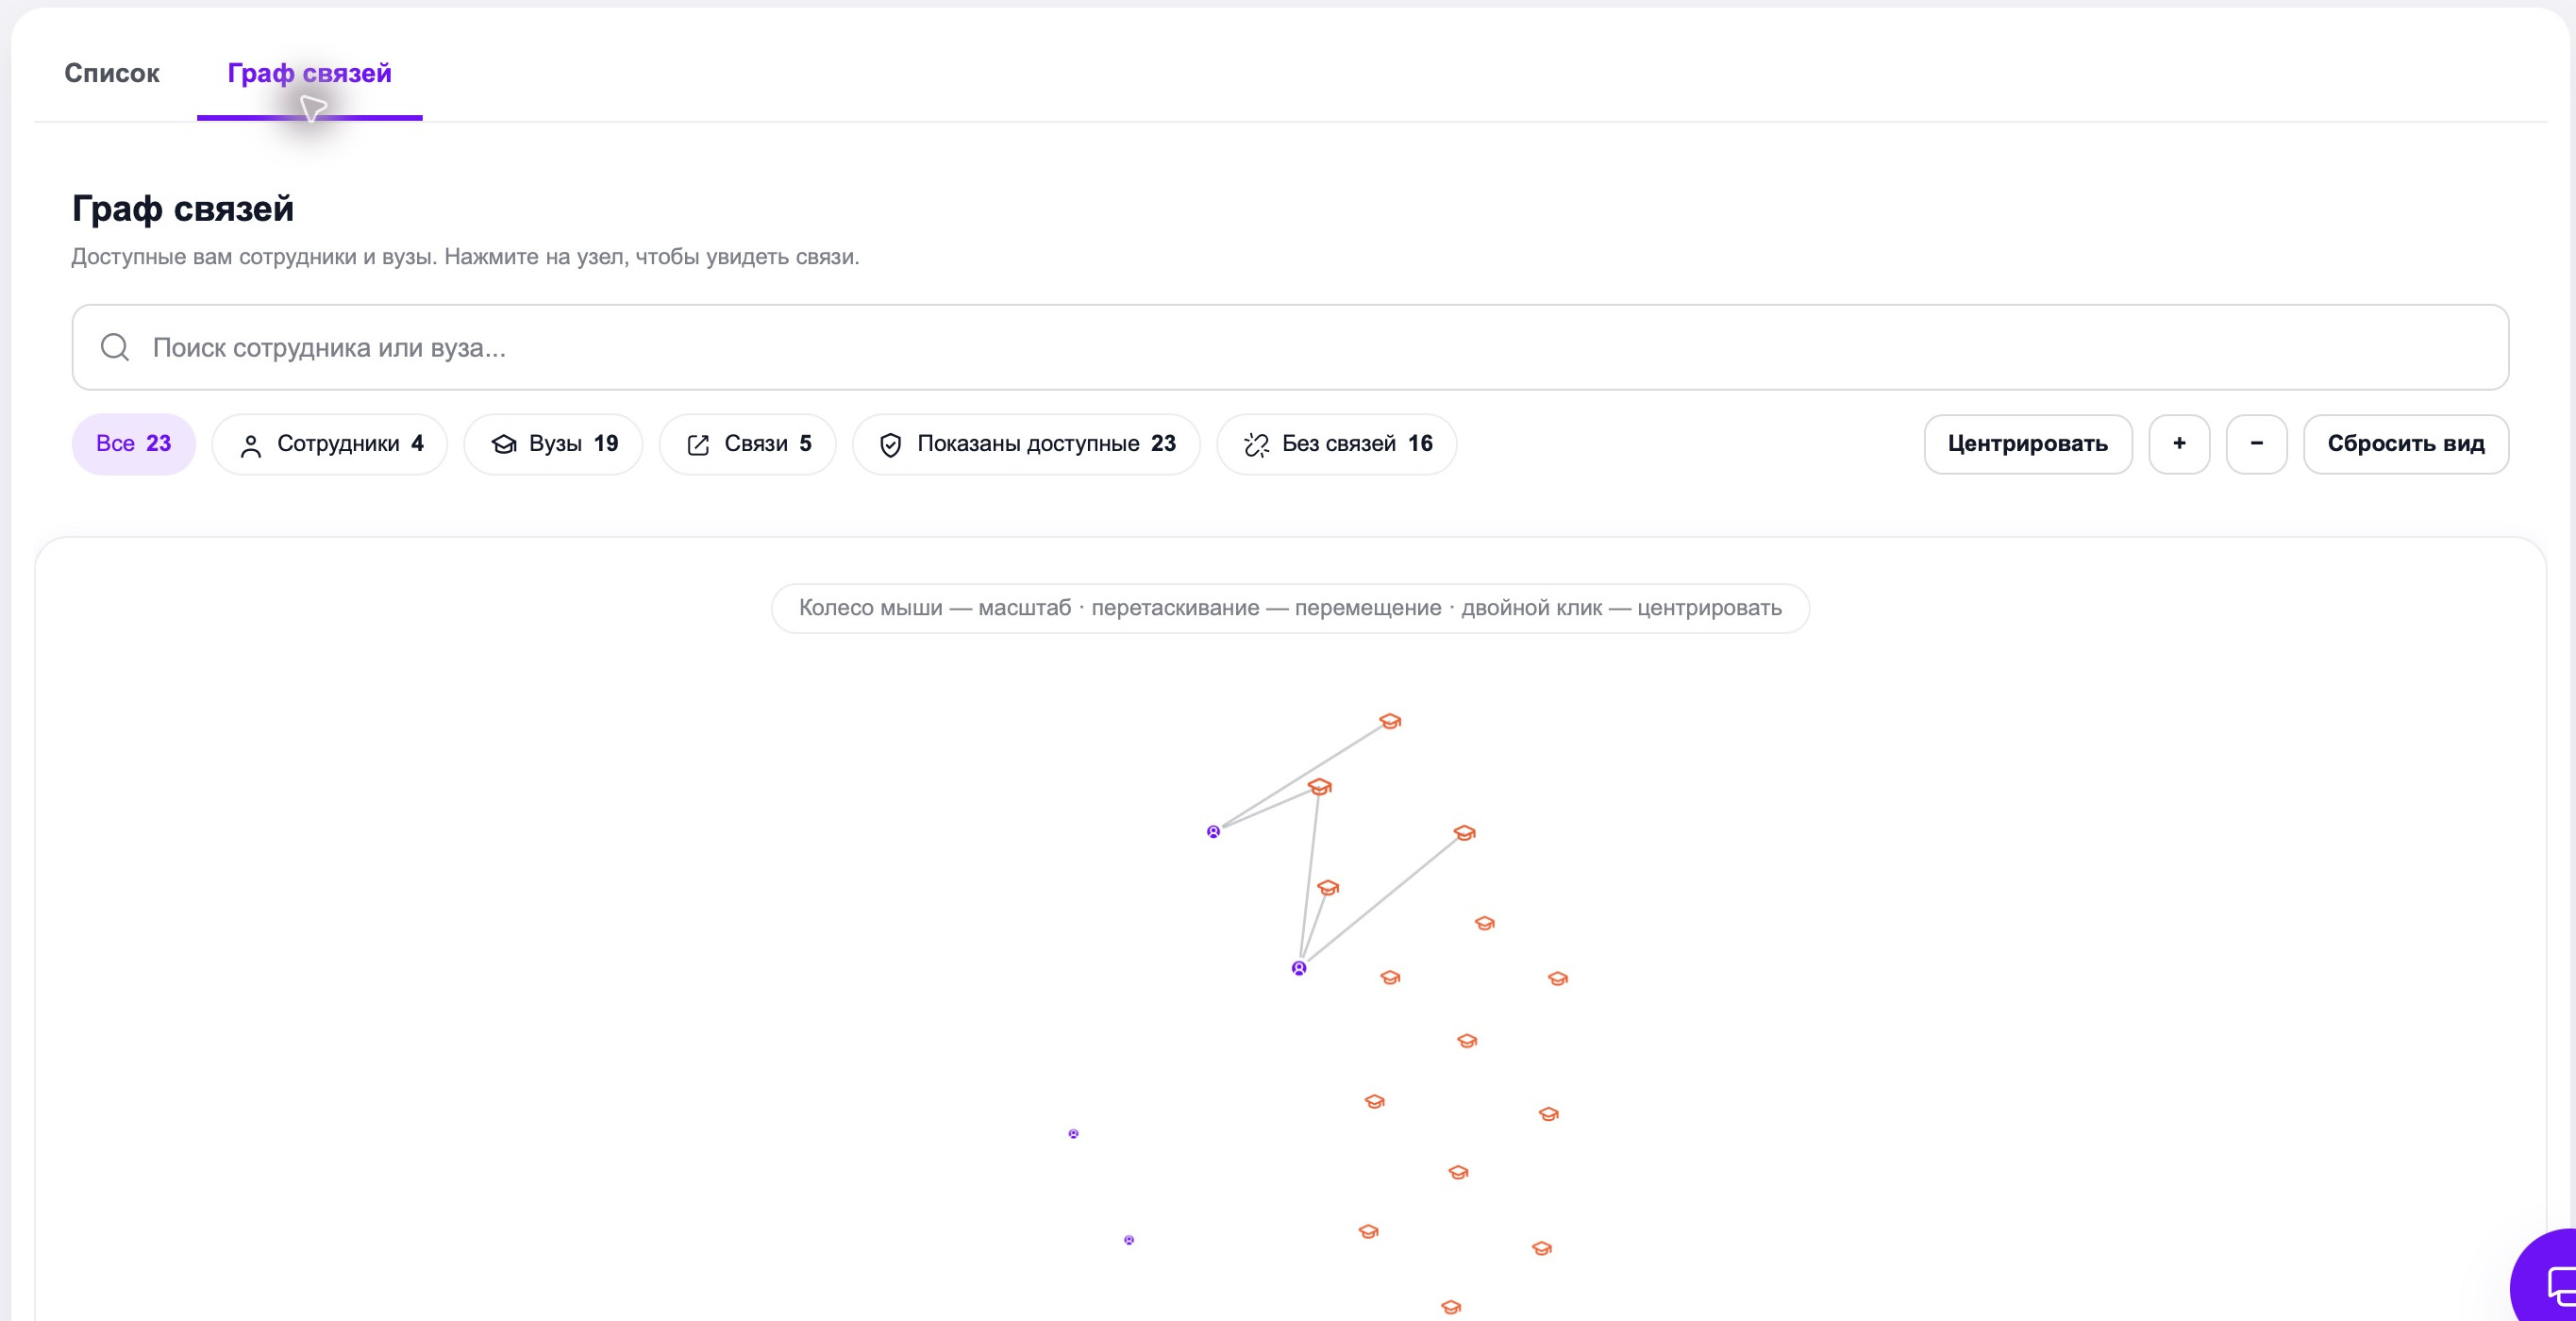 Список Граф связей
Граф связей
Доступные вам сотрудники и вузы. Нажмите на узел, чтобы увидеть связи.
Поиск сотрудника или вуза...
Все 23 Сотрудники 4 Вузы 19 Связи 5 Показаны доступные 23 Без связей 16 Центрировать + − Сбросить вид
Колесо мыши — масштаб · перетаскивание — перемещение · двойной клик — центрировать